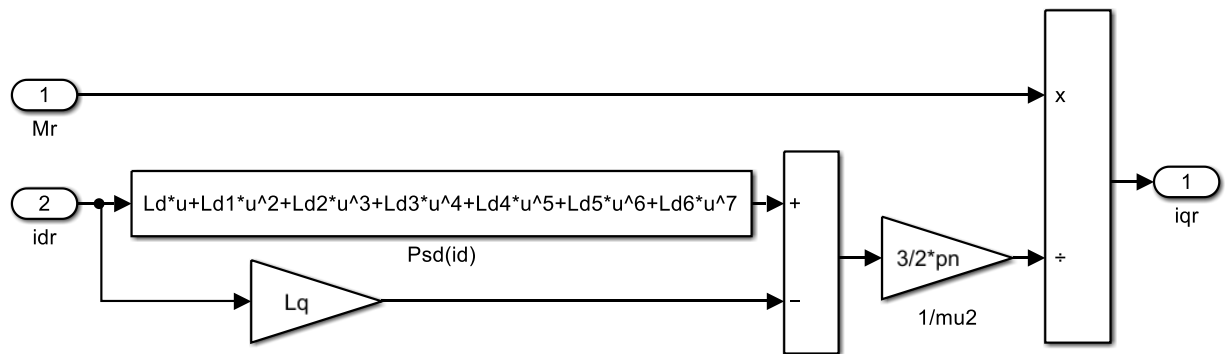 1
Mr
x
2
idr
Ld*u+Ld1*u^2+Ld2*u^3+Ld3*u^4+Ld4*u^5+Ld5*u^6+Ld6*u^7
Psd(id)
+
1
iqr
Lq
−
3/2*pn
1/mu2
÷